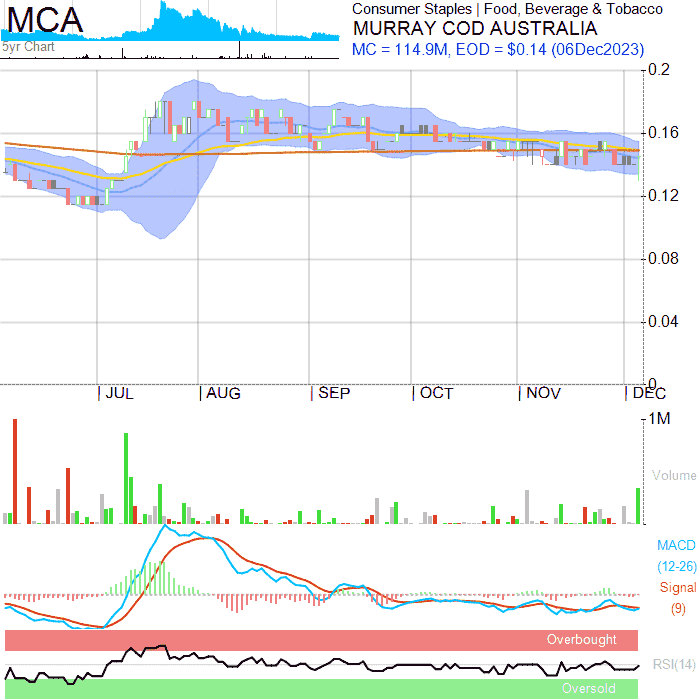 MCA
5yr Chart
Consumer Staples | Food, Beverage & Tobacco
MURRAY COD AUSTRALIA
MC = 114.9M, EOD = $0.14 (06Dec2023)
0.2
0.16
0.12
0.08
0.04
0
JUL AUG SEP OCT NOV DEC
1M
Volume
MACD
(12-26)
Signal
(9)
Overbought
RSI(14)
Oversold